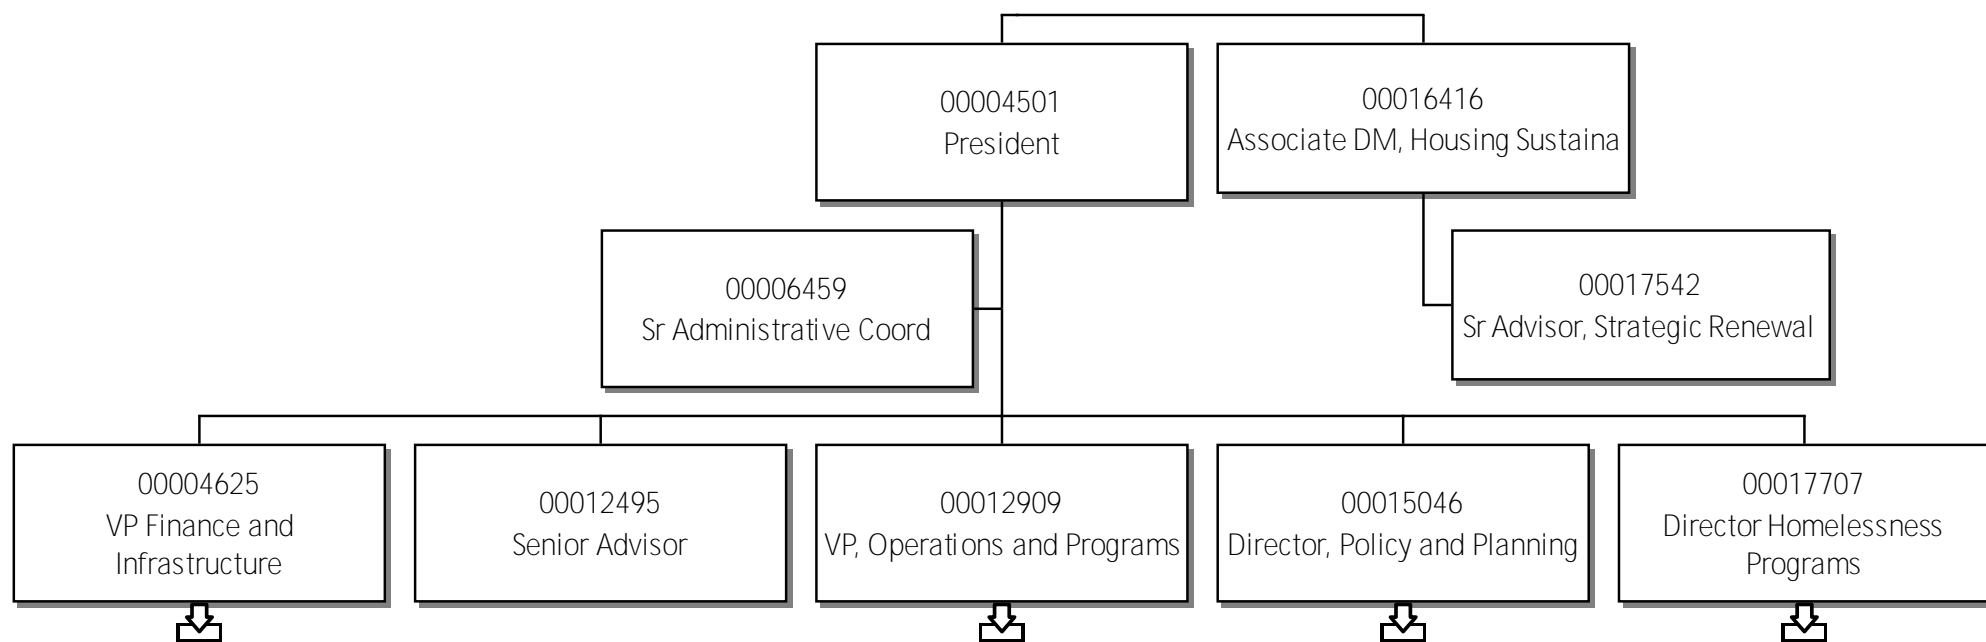 00004501
President
00016416
Associate DM, Housing Sustaina
00006459
Sr Administrative Coord
00017542
Sr Advisor, Strategic Renewal
00004625
VP Finance and
Infrastructure
00012495
Senior Advisor
00012909
VP, Operations and Programs
00015046
Director, Policy and Planning
00017707
Director Homelessness
Programs